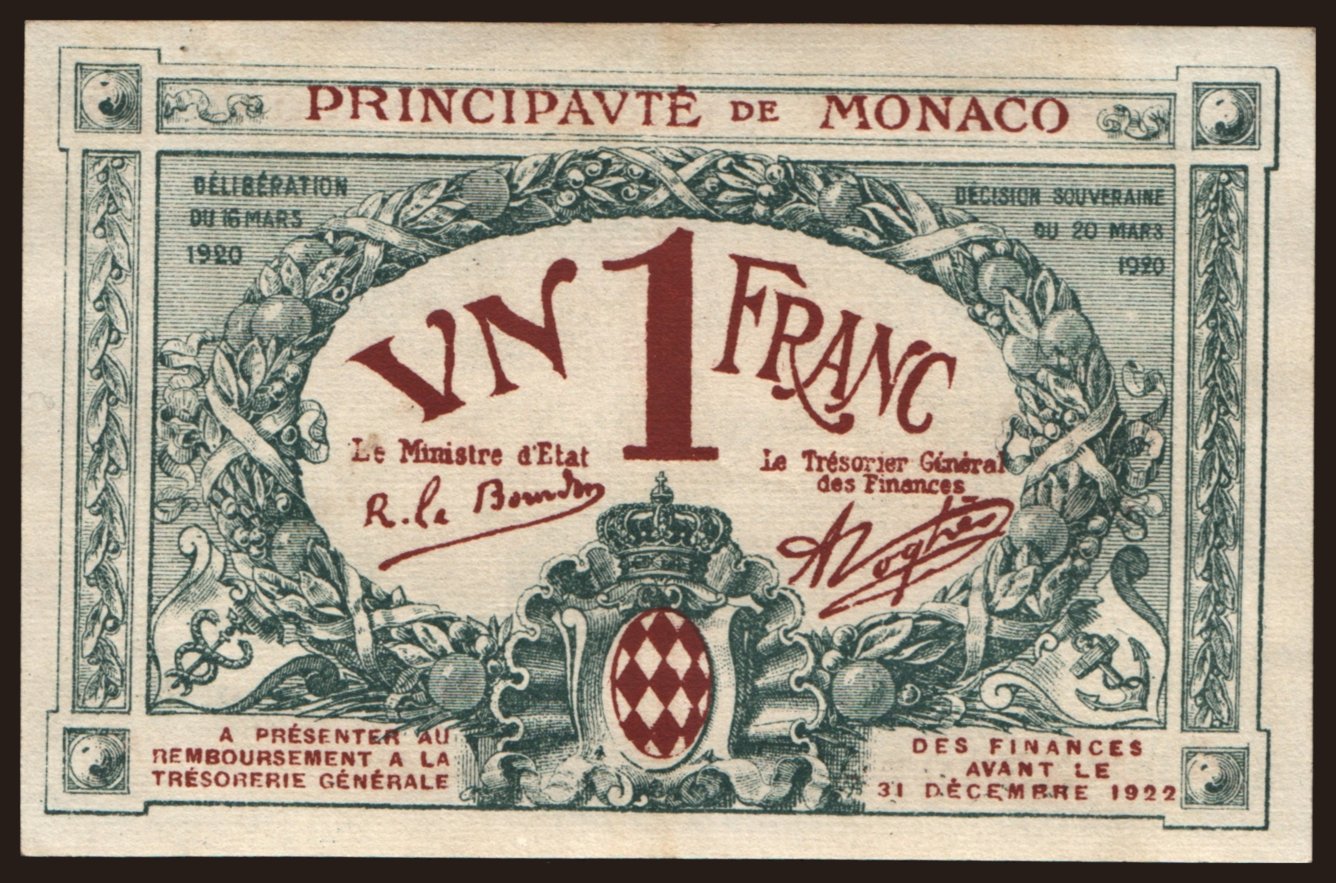 PRINCIPAVTÉ DE MONACO
DÉLIBÉRATION
DU 16 MARS
1920
DÉCISION SOUVERAINE
DU 20 MARS
1920
VN 1 FRANC
Le Ministre d'Etat
R. le Bourdon
Le Trésorier Général
des Finances
A PRÉSENTER AU
REMBOURSEMENT A LA
TRÉSORERIE GÉNÉRALE
DES FINANCES
AVANT LE
31 DÉCEMBRE 1922